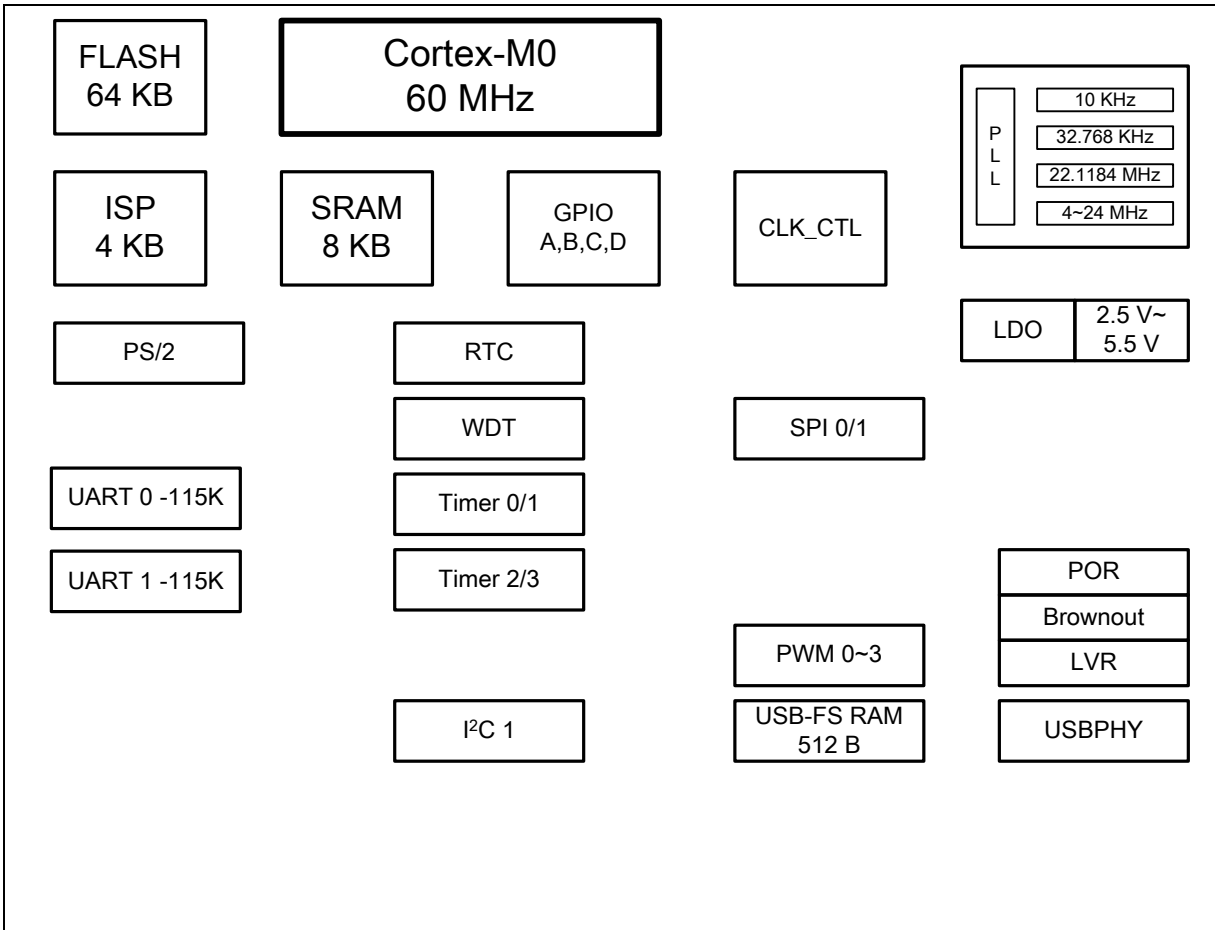 FLASH
64 KB
Cortex-M0
60 MHz
P
L
L
10 KHz
32.768 KHz
22.1184 MHz
4~24 MHz
ISP
4 KB
SRAM
8 KB
GPIO
A,B,C,D
CLK_CTL
LDO
2.5 V~
5.5 V
PS/2
RTC
WDT
SPI 0/1
UART 0 -115K
Timer 0/1
UART 1 -115K
Timer 2/3
POR
Brownout
LVR
PWM 0~3
I²C 1
USB-FS RAM
512 B
USBPHY